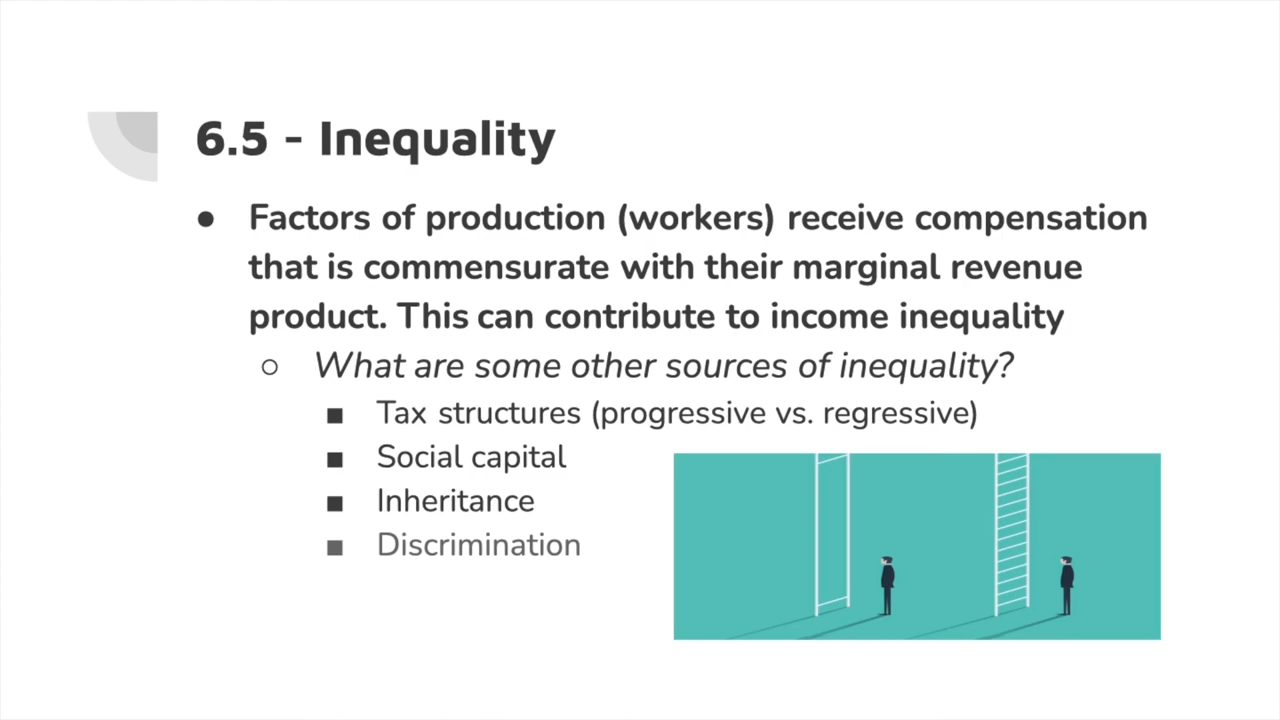 6.5 - Inequality
● Factors of production (workers) receive compensation
that is commensurate with their marginal revenue
product. This can contribute to income inequality
○ What are some other sources of inequality?
■ Tax structures (progressive vs. regressive)
■ Social capital
■ Inheritance
■ Discrimination